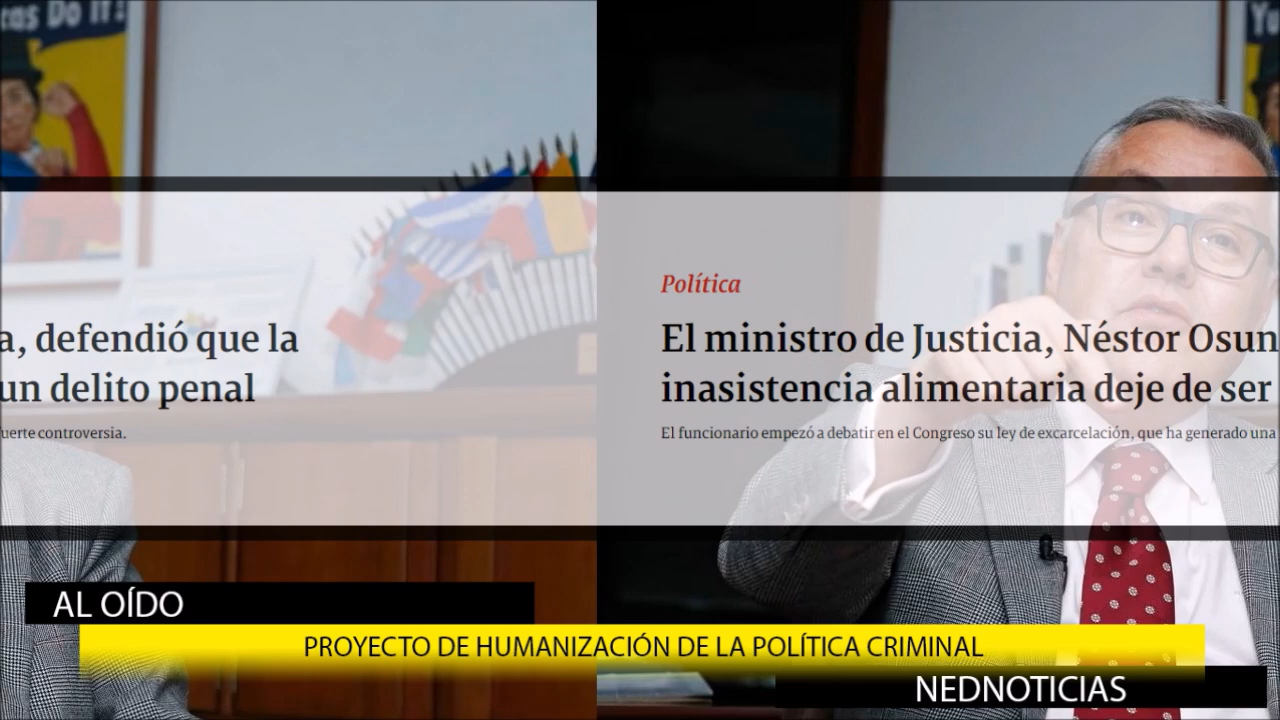 cas Do It!
Yu
Política
a, defendió que la
El ministro de Justicia, Néstor Osun
un delito penal
inasistencia alimentaria deje de ser
uerte controversia.
El funcionario empezó a debatir en el Congreso su ley de excarcelación, que ha generado una
AL OÍDO
PROYECTO DE HUMANIZACIÓN DE LA POLÍTICA CRIMINAL
NEDNOTICIAS